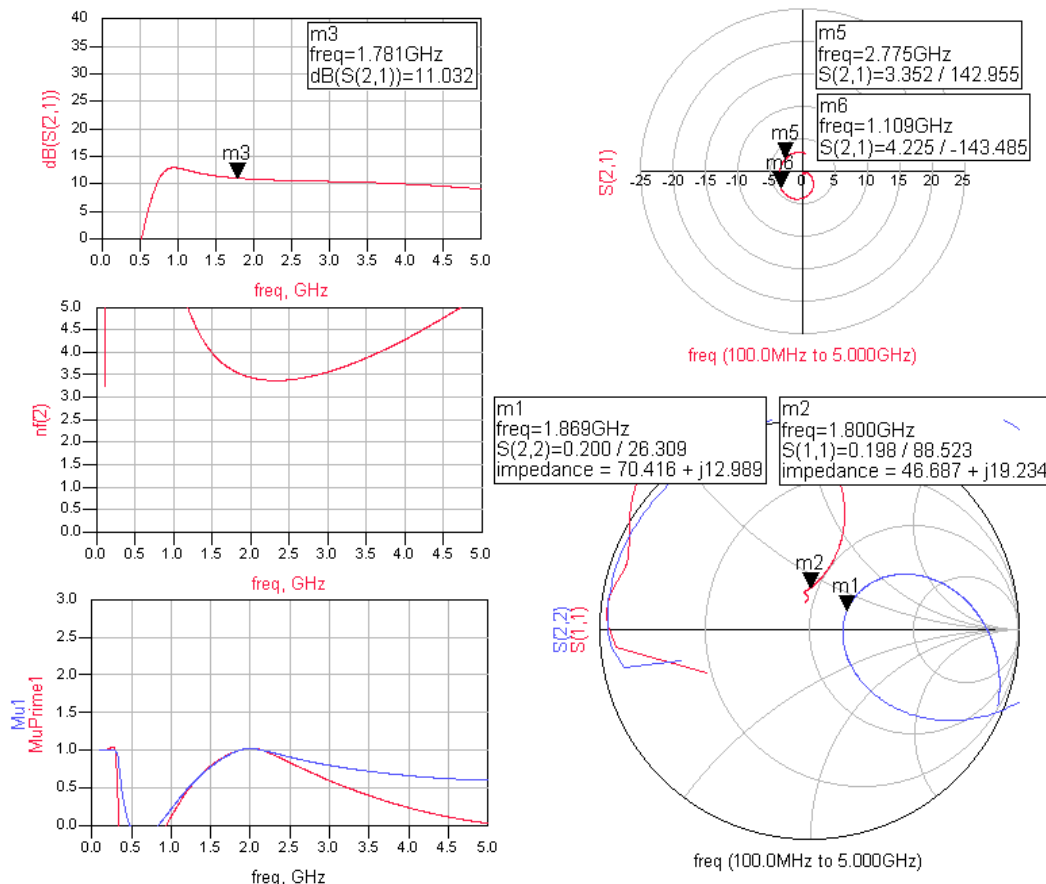 m3
freq=1.781GHz
dB(S(2,1))=11.032
dB(S(2,1))
40
35
30
25
20
15
10
5
0
m3
0.0 0.5 1.0 1.5 2.0 2.5 3.0 3.5 4.0 4.5 5.0
freq, GHz
m5
freq=2.775GHz
S(2,1)=3.352 / 142.955
m6
freq=1.109GHz
S(2,1)=4.225 / -143.485
S(2,1)
m5
m6
-25 -20 -15 -10 -5 0 5 10 15 20 25
freq (100.0MHz to 5.000GHz)
nf(2)
5.0
4.5
4.0
3.5
3.0
2.5
2.0
1.5
1.0
0.5
0.0
0.0 0.5 1.0 1.5 2.0 2.5 3.0 3.5 4.0 4.5 5.0
freq, GHz
m1
freq=1.869GHz
S(2,2)=0.200 / 26.309
impedance = 70.416 + j12.989
m2
freq=1.800GHz
S(1,1)=0.198 / 88.523
impedance = 46.687 + j19.234
S(2,2)
S(1,1)
m2
m1
freq (100.0MHz to 5.000GHz)
Mu1
MuPrime1
3.0
2.5
2.0
1.5
1.0
0.5
0.0
0.0 0.5 1.0 1.5 2.0 2.5 3.0 3.5 4.0 4.5 5.0
freq, GHz